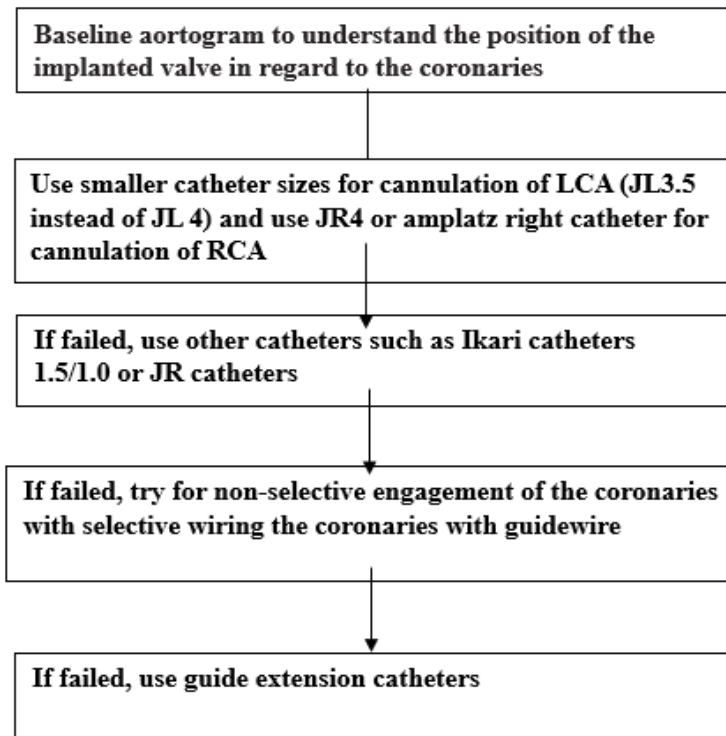 Baseline aortogram to understand the position of the
implanted valve in regard to the coronaries
Use smaller catheter sizes for cannulation of LCA (JL3.5
instead of JL 4) and use JR4 or amplatz right catheter for
cannulation of RCA
If failed, use other catheters such as Ikari catheters
1.5/1.0 or JR catheters
If failed, try for non-selective engagement of the coronaries
with selective wiring the coronaries with guidewire
If failed, use guide extension catheters